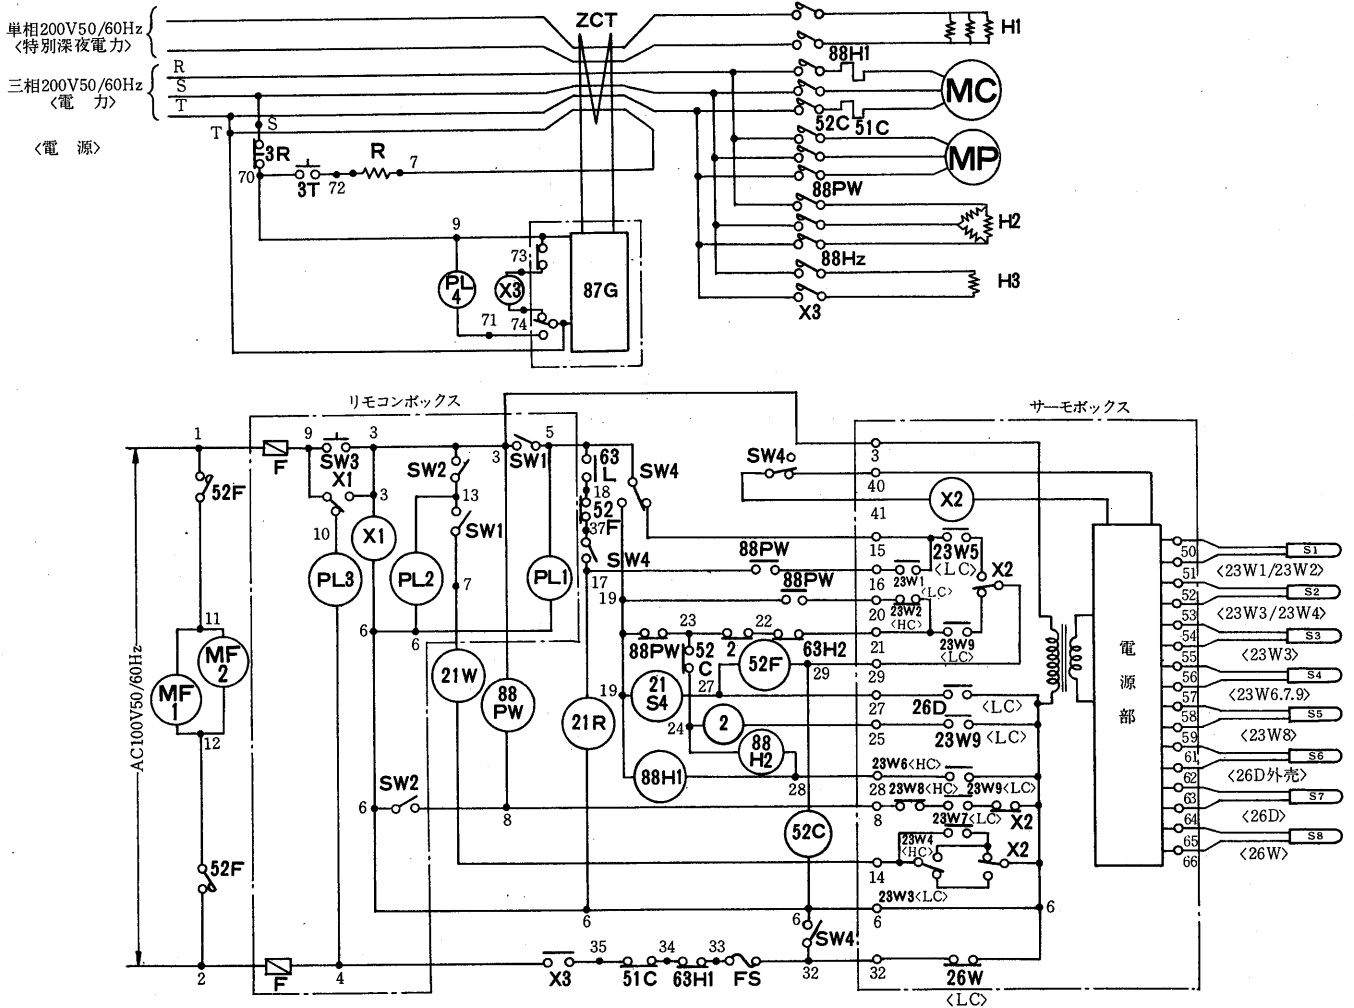 単相200V50/60Hz
〈特別深夜電力〉
三相200V50/60Hz
〈電 力〉
〈電 源〉
R
S
T
T
S
ZCT
3R
70
3T
72
R
7
H1
88H1
MC
52C
51C
MP
88PW
H2
88Hz
H3
X3
9
PL
4
X3
73
74
71
87G
リモコンボックス
サーモボックス
AC100V50/60Hz
1
52F
11
MF
1
MF
2
12
52F
2
F
9
SW3
3
X1
3
10
X1
PL3
SW2
13
SW1
7
PL2
6
6
3
SW1
5
PL1
63
L
18
52
F
37
SW4
17
SW4
19
21W
88
PW
21R
SW2
6
8
6
88PW
88PW
88PW
23
52
C
2
22
63H2
52F
29
19
21
S4
27
24
2
88
H2
88H1
28
52C
6
SW4
32
F
4
X3
35
51C
34
63H1
33
FS
SW4
3
40
41
X2
15
23W5
〈LC〉
16
23W1
〈LC〉
X2
20
23W2
〈HC〉
21
23W9
〈LC〉
29
27
26D
〈LC〉
25
23W9
〈LC〉
23W6〈HC〉
28
23W8〈HC〉
23W9〈LC〉
8
23W7〈LC〉
X2
23W4
〈HC〉
X2
14
23W3〈LC〉
6
6
32
26W
〈LC〉
電
源
部
50
S1
51
〈23W1/23W2〉
52
S2
53
〈23W3/23W4〉
54
S3
55
〈23W3〉
56
S4
57
〈23W6.7.9〉
58
S5
59
〈23W8〉
61
S6
62
〈26D外売〉
63
S7
64
〈26D〉
65
S8
66
〈26W〉